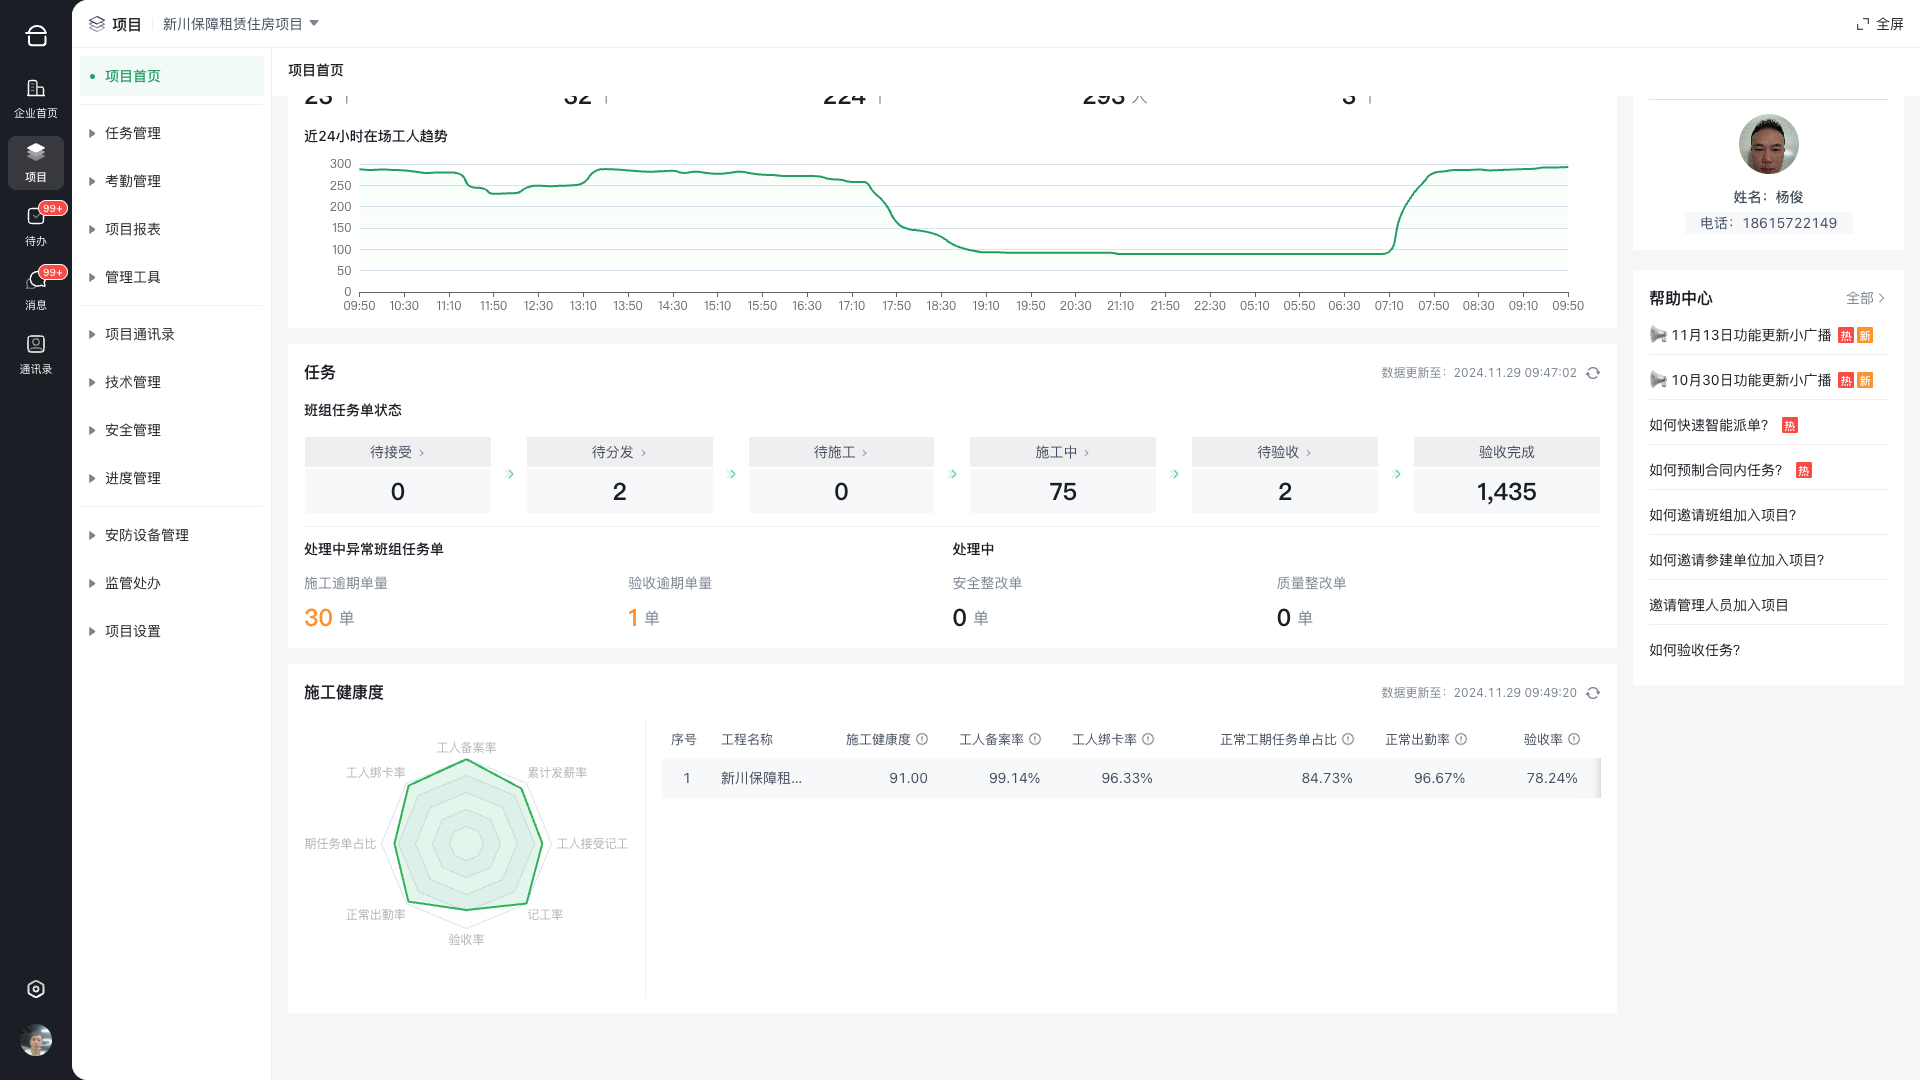 项目
新川保障租赁住房项目
全屏
企业首页
项目
99+
待办
99+
消息
通讯录
项目首页
任务管理
考勤管理
项目报表
管理工具
项目通讯录
技术管理
安全管理
进度管理
安防设备管理
监管处办
项目设置
项目首页
23 个
32 个
224 个
293 人
3 个
近24小时在场工人趋势
300
250
200
150
100
50
0
09:50 10:30 11:10 11:50 12:30 13:10 13:50 14:30 15:10 15:50 16:30 17:10 17:50 18:30 19:10 19:50 20:30 21:10 21:50 22:30 05:10 05:50 06:30 07:10 07:50 08:30 09:10 09:50
任务
数据更新至：2024.11.29 09:47:02
班组任务单状态
待接受
0
待分发
2
待施工
0
施工中
75
待验收
2
验收完成
1,435
处理中异常班组任务单
施工逾期单量
30 单
验收逾期单量
1 单
处理中
安全整改单
0 单
质量整改单
0 单
施工健康度
数据更新至：2024.11.29 09:49:20
工人备案率
工人绑卡率
累计发薪率
期任务单占比
工人接受记工
正常出勤率
记工率
验收率
序号 工程名称 施工健康度 工人备案率 工人绑卡率 正常工期任务单占比 正常出勤率 验收率
1 新川保障租... 91.00 99.14% 96.33% 84.73% 96.67% 78.24%
姓名：杨俊
电话：18615722149
帮助中心
全部
11月13日功能更新小广播 热 新
10月30日功能更新小广播 热 新
如何快速智能派单? 热
如何预制合同内任务? 热
如何邀请班组加入项目?
如何邀请参建单位加入项目?
邀请管理人员加入项目
如何验收任务?